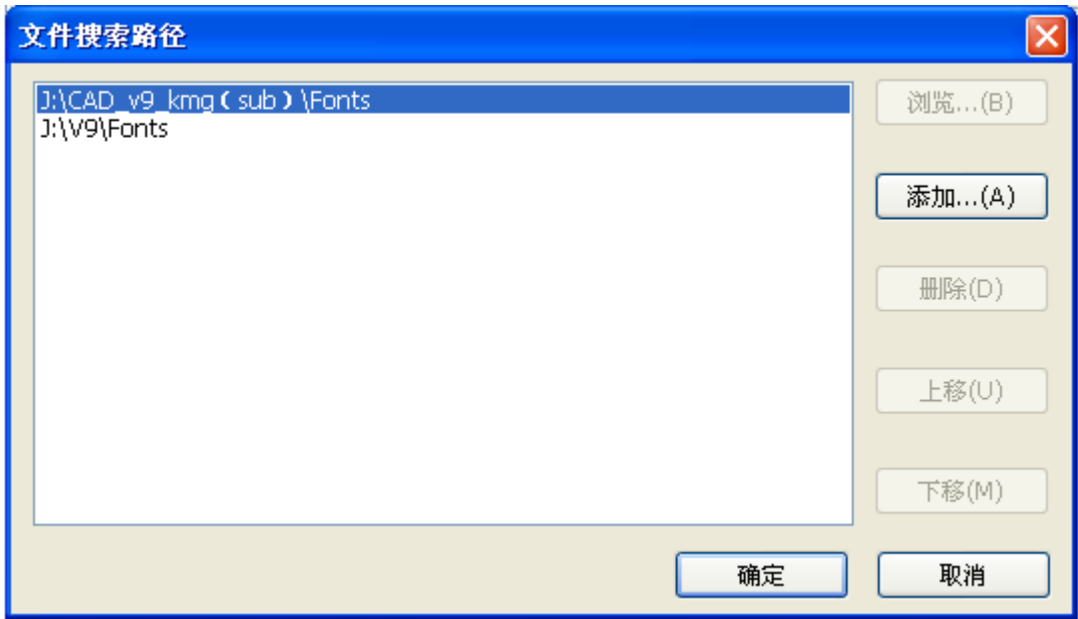 文件搜索路径
J:\CAD_v9_kmg（sub）\Fonts
J:\V9\Fonts
浏览...(B)
添加...(A)
删除(D)
上移(U)
下移(M)
确定
取消